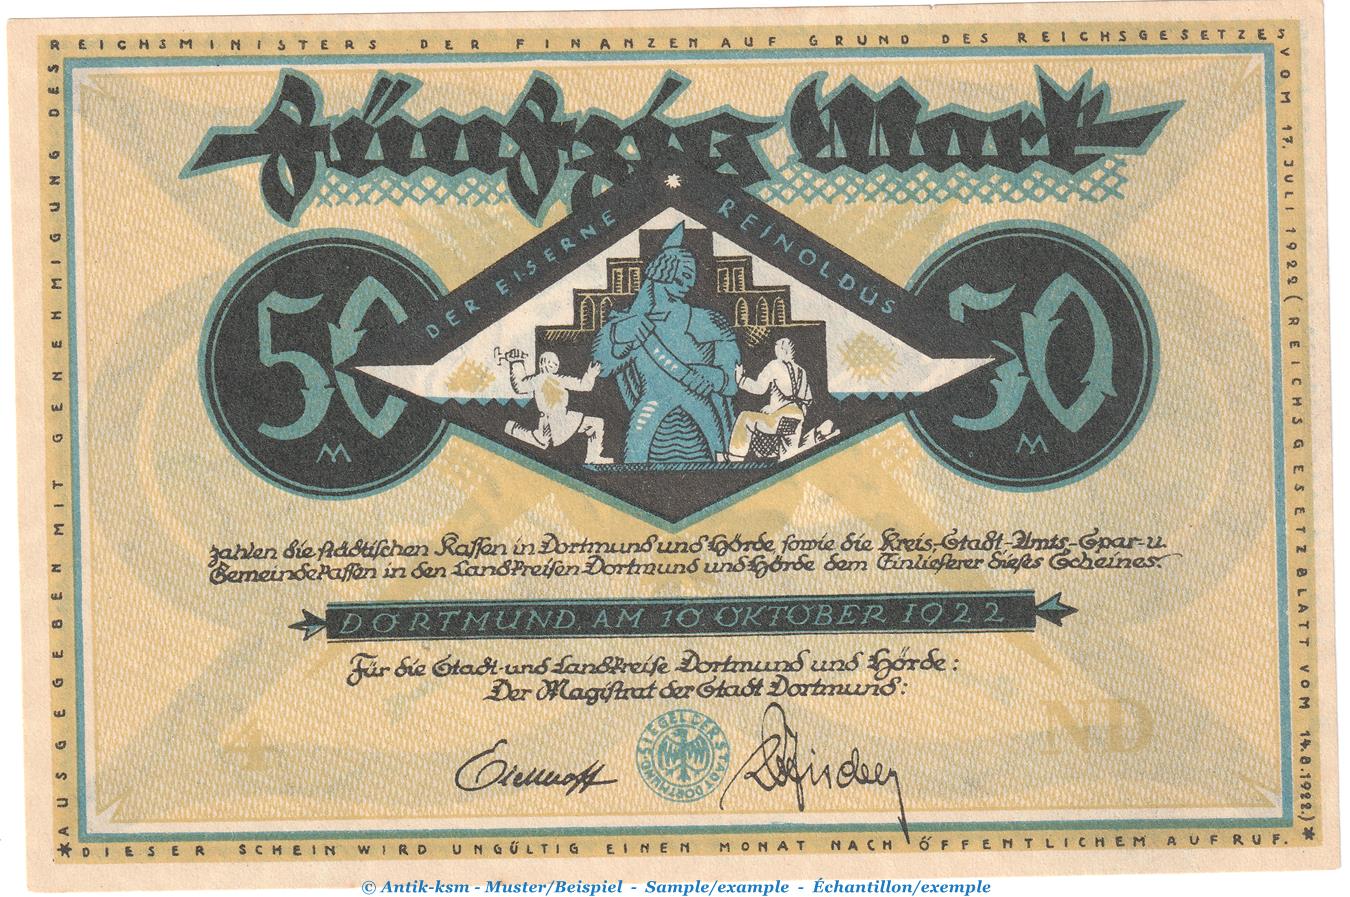 AUSGEGEBEN MIT GENEHMIGUNG DES
REICHSMINISTERS DER FINANZEN AUF GRUND DES REICHSGESETZES
VOM 17. JULI 1922 (REICHSGESETZBLATT VOM 14.8.1922.)
Fünfzig Mark
DER EISERNE REINOLDUS
50
M
50
M
zahlen die städtischen Kassen in Dortmund und Hörde, sowie die Kreis-, Stadt-, Amts-, Spar- u.
Gemeindekassen in den Landkreisen Dortmund und Hörde dem Einlieferer dieses Scheines.
DORTMUND, AM 10 OKTOBER 1922
Für die Stadt- und Landkreise Dortmund und Hörde:
Der Magistrat der Stadt Dortmund:
Eichhoff
SIEGEL DER STADT DORTMUND
4
ND
DIESER SCHEIN WIRD UNGÜLTIG EINEN MONAT NACH ÖFFENTLICHEM AUFRUF.
© Antik-ksm - Muster/Beispiel - Sample/example - Échantillon/exemple